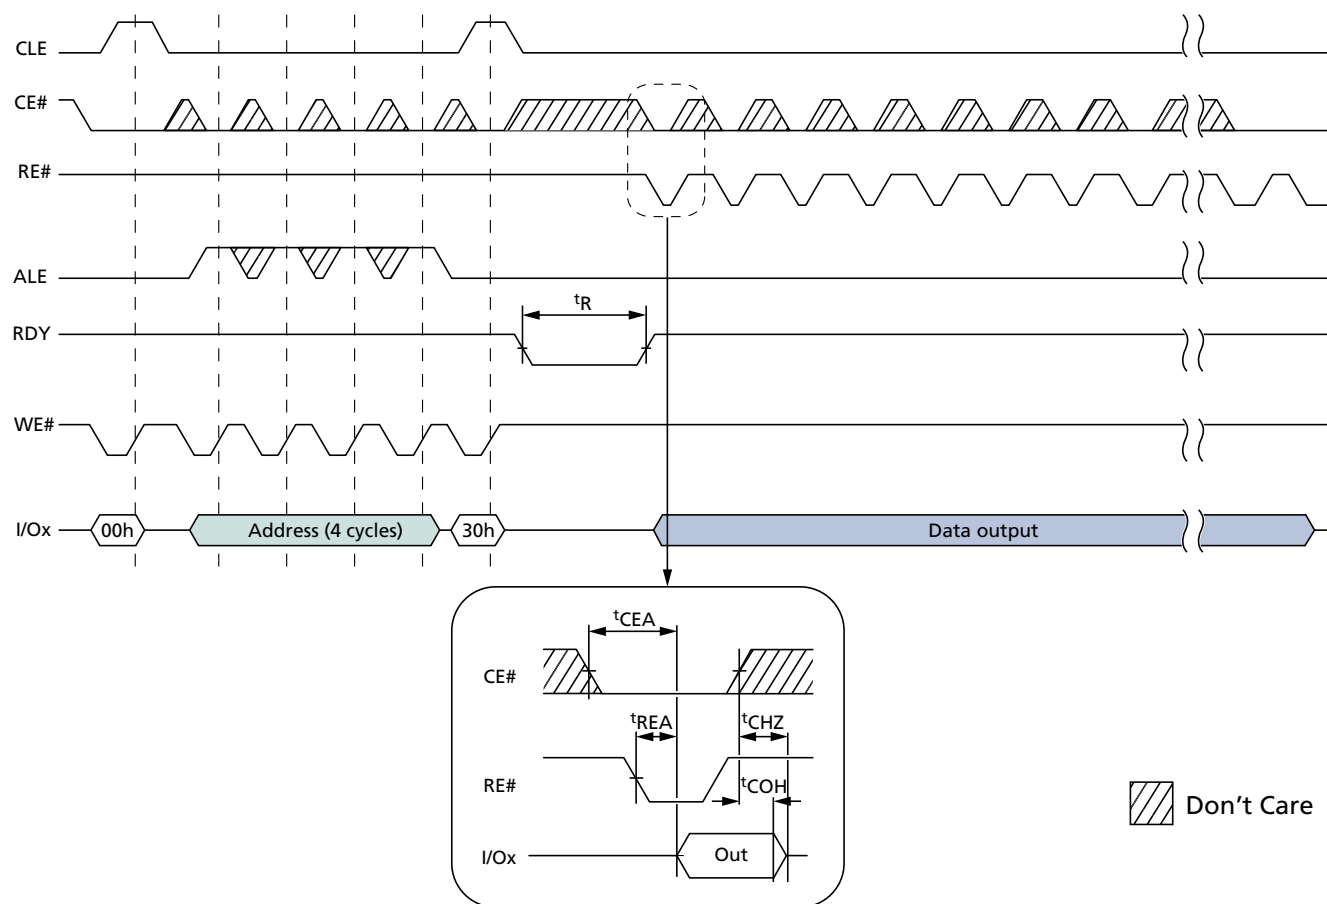 CLE
CE#
RE#
ALE
tR
RDY
WE#
I/Ox 00h Address (4 cycles) 30h Data output
tCEA
CE#
tREA tCHZ
RE# tCOH
Don't Care
I/Ox Out